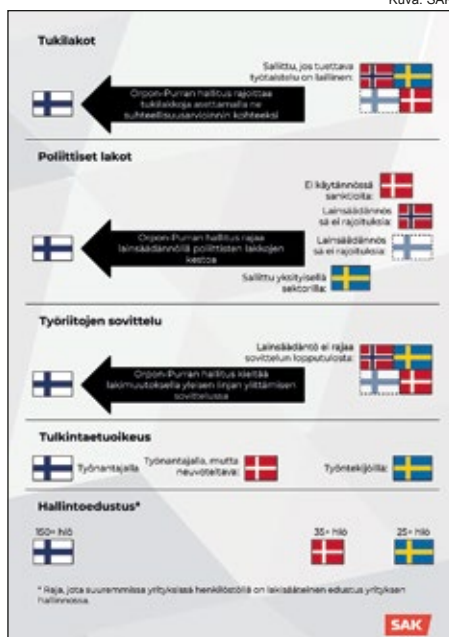 Kuva: SAK
Tukilakot
Sallittu, jos tuettava
työtaistelu on laillinen:
Orpon-Purran hallitus rajoittaa
tukilakkoja asettamalla ne
suhteellisuusarvioinnin kohteeksi
Poliittiset lakot
Ei käytännössä
sanktioita:
Lainsäädännös
sä ei rajoituksia:
Orpon-Purran hallitus rajaa
lainsäädännöllä poliittisten lakkojen
kestoa
Lainsäädännös
sä ei rajoituksia:
Sallittu yksityisellä
sektorilla:
Työriitojen sovittelu
Lainsäädäntö ei rajaa
sovittelun lopputulosta:
Orpon-Purran hallitus kieltää
lakimuutoksella yleisen linjan ylittämisen
sovittelussa
Tulkintaetuoikeus
Työnantajalla
Työnantajalla, mutta
neuvoteltava:
Työntekijöillä:
Hallintoedustus*
150+ hlö
35+ hlö
25+ hlö
* Raja, jota suuremmissa yrityksissä henkilöstöllä on lakisääteinen edustus yrityksen
hallinnossa.
SAK